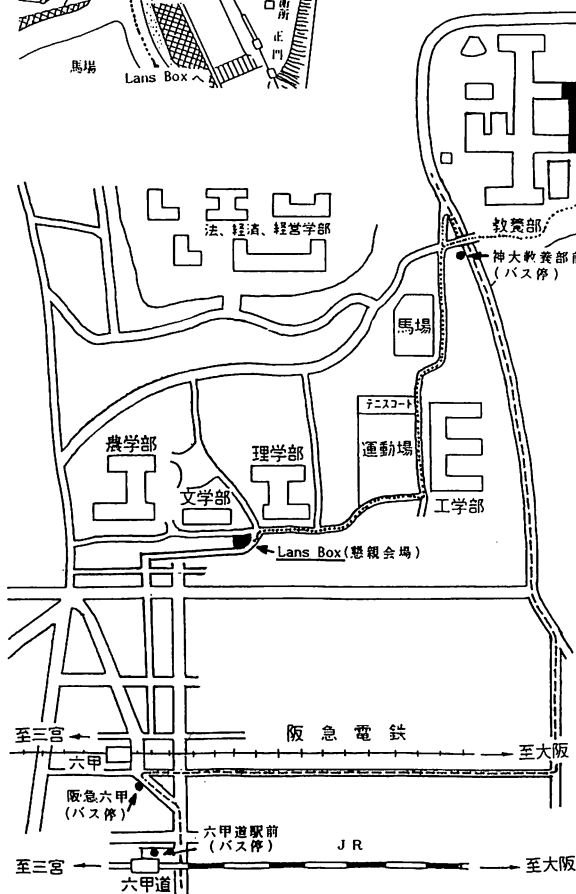 正門
馬場
Lans Boxへ
法、経済、経営学部
教養部
神大教養部前
(バス停)
馬場
テニスコート
農学部
理学部
運動場
文学部
工学部
Lans Box(懇親会場)
至三宮
阪急電鉄
至大阪
六甲
阪急六甲
(バス停)
六甲道駅前
(バス停)
JR
至三宮
至大阪
六甲道